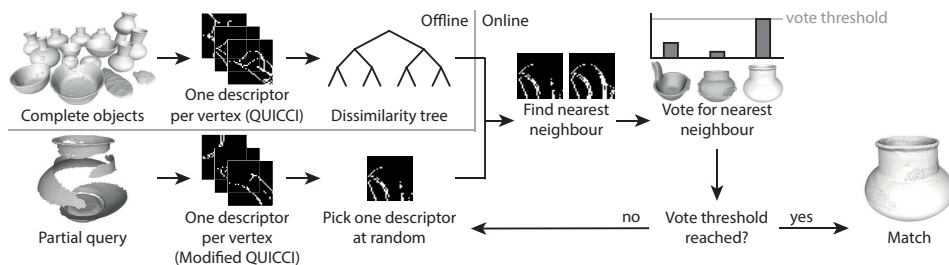 Offline
Online
vote threshold
Complete objects
One descriptor
per vertex (QUICCI)
Dissimilarity tree
Find nearest
neighbour
Vote for nearest
neighbour
Partial query
One descriptor
per vertex
(Modified QUICCI)
Pick one descriptor
at random
no
Vote threshold
reached?
yes
Match